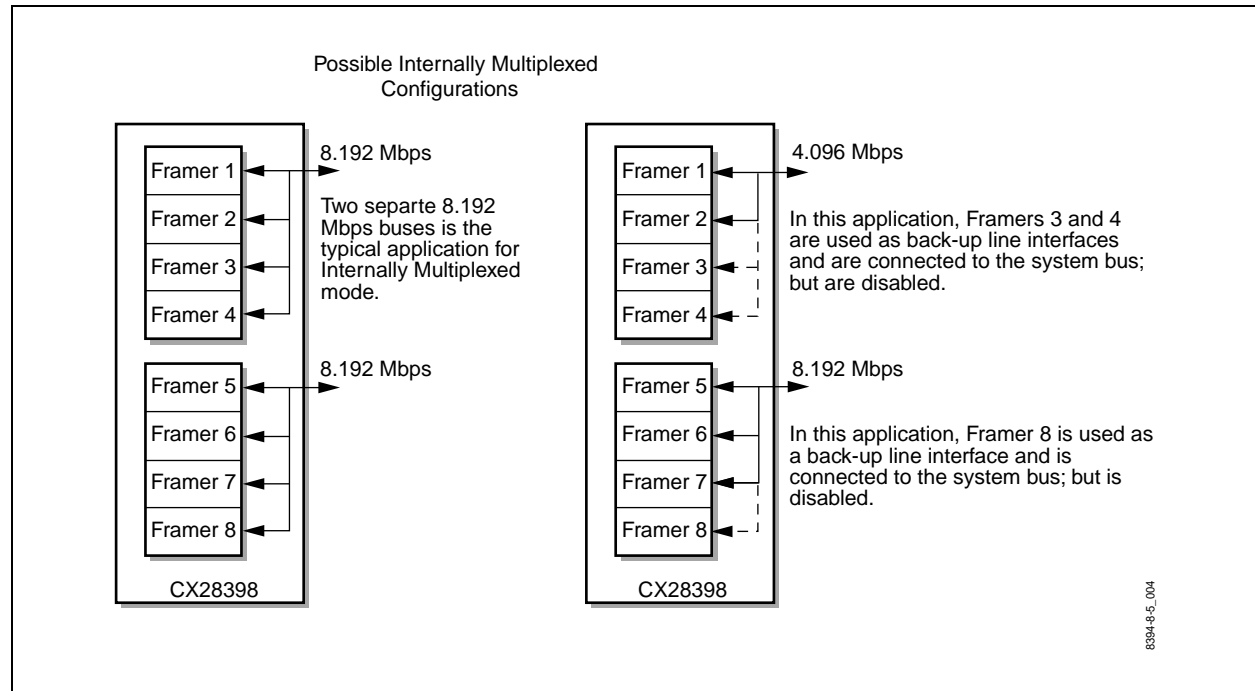 Possible Internally Multiplexed
Configurations
Framer 1
Framer 2
Framer 3
Framer 4
8.192 Mbps
Two separte 8.192
Mbps buses is the
typical application for
Internally Multiplexed
mode.
Framer 5
Framer 6
Framer 7
Framer 8
8.192 Mbps
CX28398
Framer 1
Framer 2
Framer 3
Framer 4
4.096 Mbps
In this application, Framers 3 and 4
are used as back-up line interfaces
and are connected to the system bus;
but are disabled.
Framer 5
Framer 6
Framer 7
Framer 8
8.192 Mbps
In this application, Framer 8 is used as
a back-up line interface and is
connected to the system bus; but is
disabled.
CX28398
8394-8-5_004